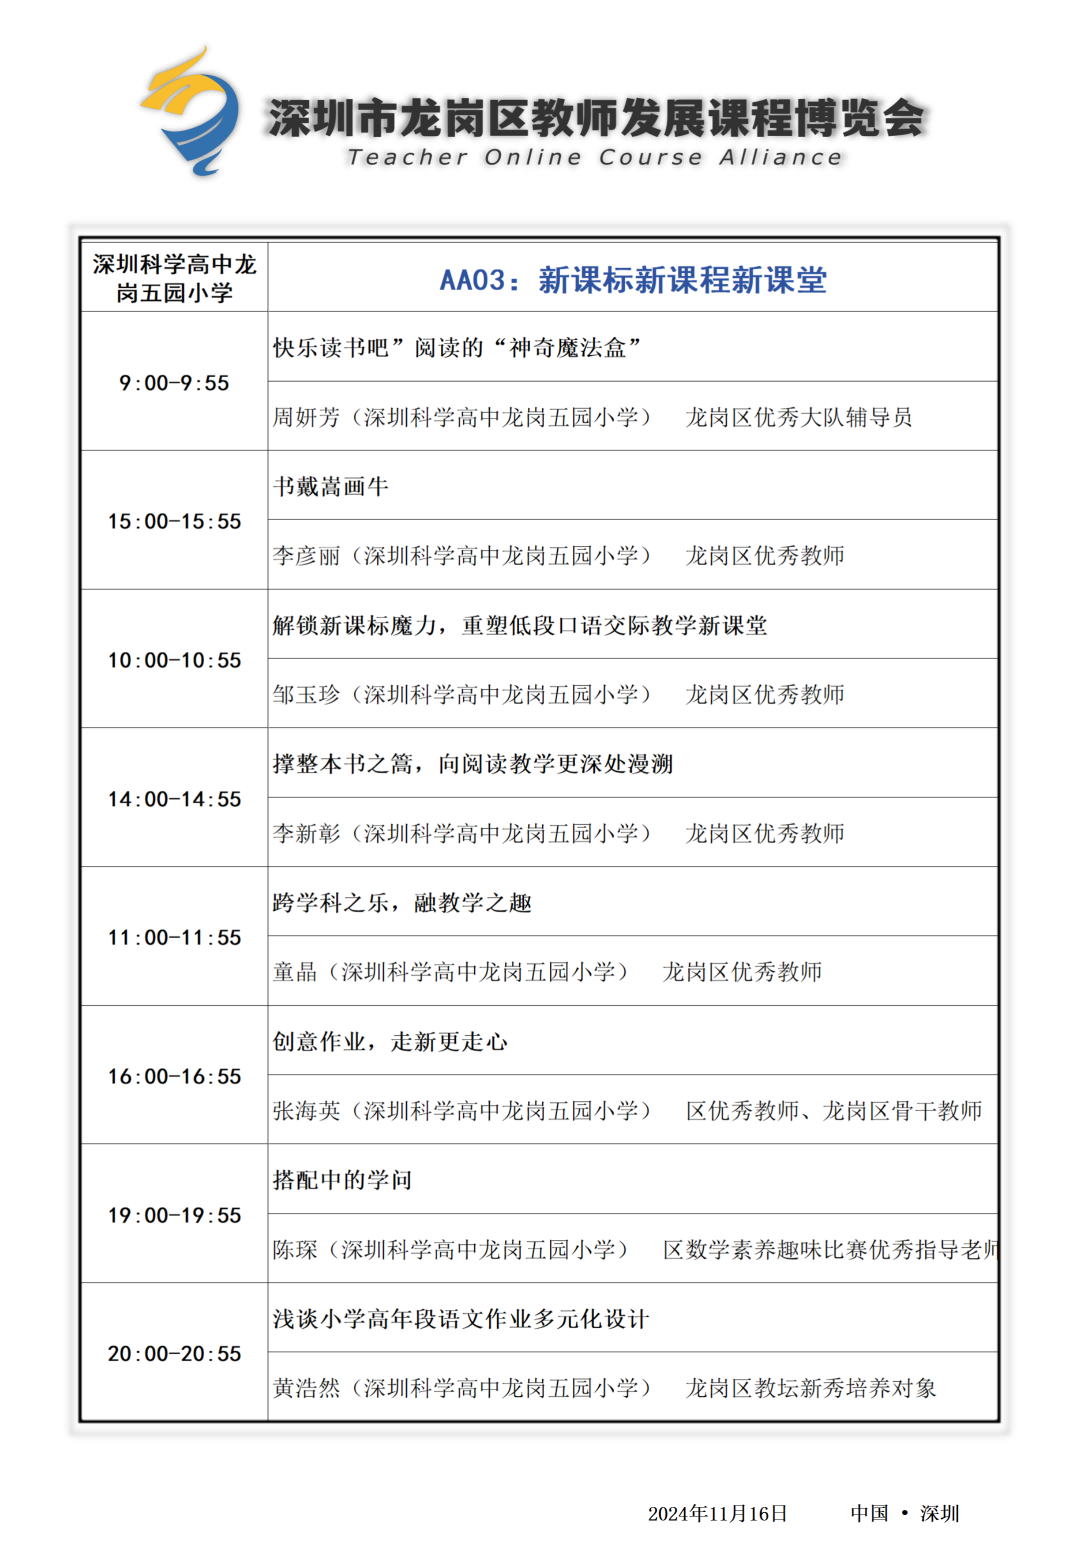 深圳市龙岗区教师发展课程博览会
Teacher Online Course Alliance
深圳科学高中龙
岗五园小学
AA03：新课标新课程新课堂
9:00-9:55
快乐读书吧”阅读的“神奇魔法盒”
周妍芳（深圳科学高中龙岗五园小学） 龙岗区优秀大队辅导员
15:00-15:55
书戴嵩画牛
李彦丽（深圳科学高中龙岗五园小学） 龙岗区优秀教师
10:00-10:55
解锁新课标魔力，重塑低段口语交际教学新课堂
邹玉珍（深圳科学高中龙岗五园小学） 龙岗区优秀教师
14:00-14:55
撑整本书之篙，向阅读教学更深处漫溯
李新彰（深圳科学高中龙岗五园小学） 龙岗区优秀教师
11:00-11:55
跨学科之乐，融教学之趣
童晶（深圳科学高中龙岗五园小学） 龙岗区优秀教师
16:00-16:55
创意作业，走新更走心
张海英（深圳科学高中龙岗五园小学） 区优秀教师、龙岗区骨干教师
19:00-19:55
搭配中的学问
陈琛（深圳科学高中龙岗五园小学） 区数学素养趣味比赛优秀指导老师
20:00-20:55
浅谈小学高年段语文作业多元化设计
黄浩然（深圳科学高中龙岗五园小学） 龙岗区教坛新秀培养对象
2024年11月16日 中国 • 深圳